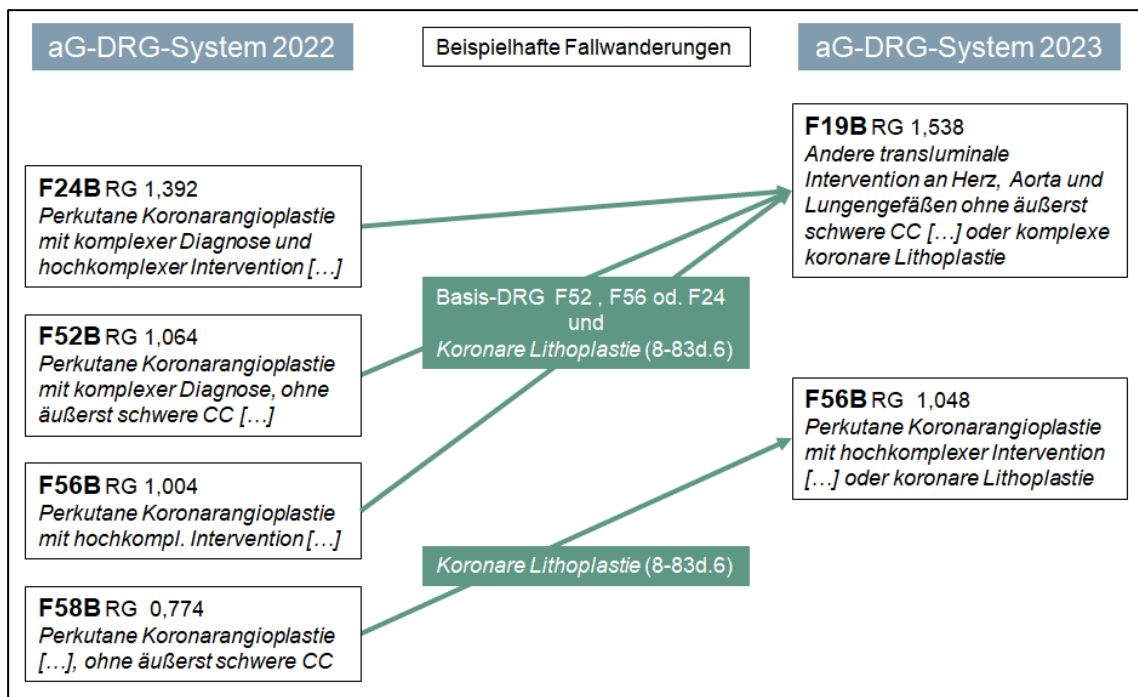 aG-DRG-System 2022
Beispielhafte Fallwanderungen
aG-DRG-System 2023
F24B RG 1,392
Perkutane Koronarangioplastie
mit komplexer Diagnose und
hochkomplexer Intervention […]
F52B RG 1,064
Perkutane Koronarangioplastie
mit komplexer Diagnose, ohne
äußerst schwere CC […]
F56B RG 1,004
Perkutane Koronarangioplastie
mit hochkompl. Intervention […]
F58B RG 0,774
Perkutane Koronarangioplastie
[…], ohne äußerst schwere CC
Basis-DRG F52 , F56 od. F24
und
Koronare Lithoplastie (8-83d.6)
Koronare Lithoplastie (8-83d.6)
F19B RG 1,538
Andere transluminale
Intervention an Herz, Aorta und
Lungengefäßen ohne äußerst
schwere CC […] oder komplexe
koronare Lithoplastie
F56B RG 1,048
Perkutane Koronarangioplastie
mit hochkomplexer Intervention
[…] oder koronare Lithoplastie